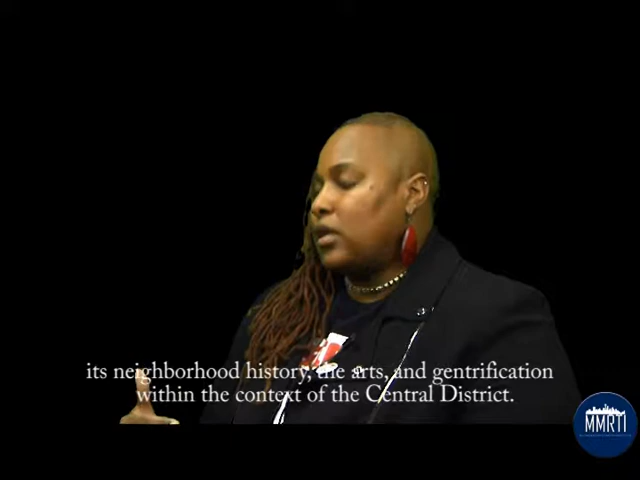 its neighborhood history, the arts, and gentrification
within the context of the Central District.
MMRTI